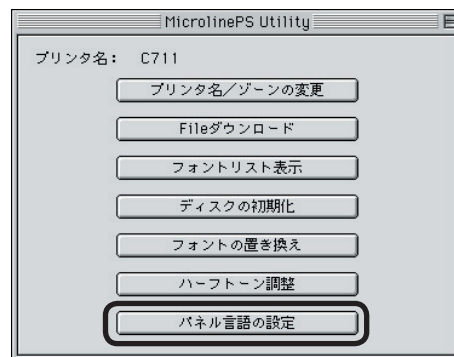 MicrolinePS Utility
プリンタ名： C711
プリンタ名／ゾーンの変更
Fileダウンロード
フォントリスト表示
ディスクの初期化
フォントの置き換え
ハーフトーン調整
パネル言語の設定